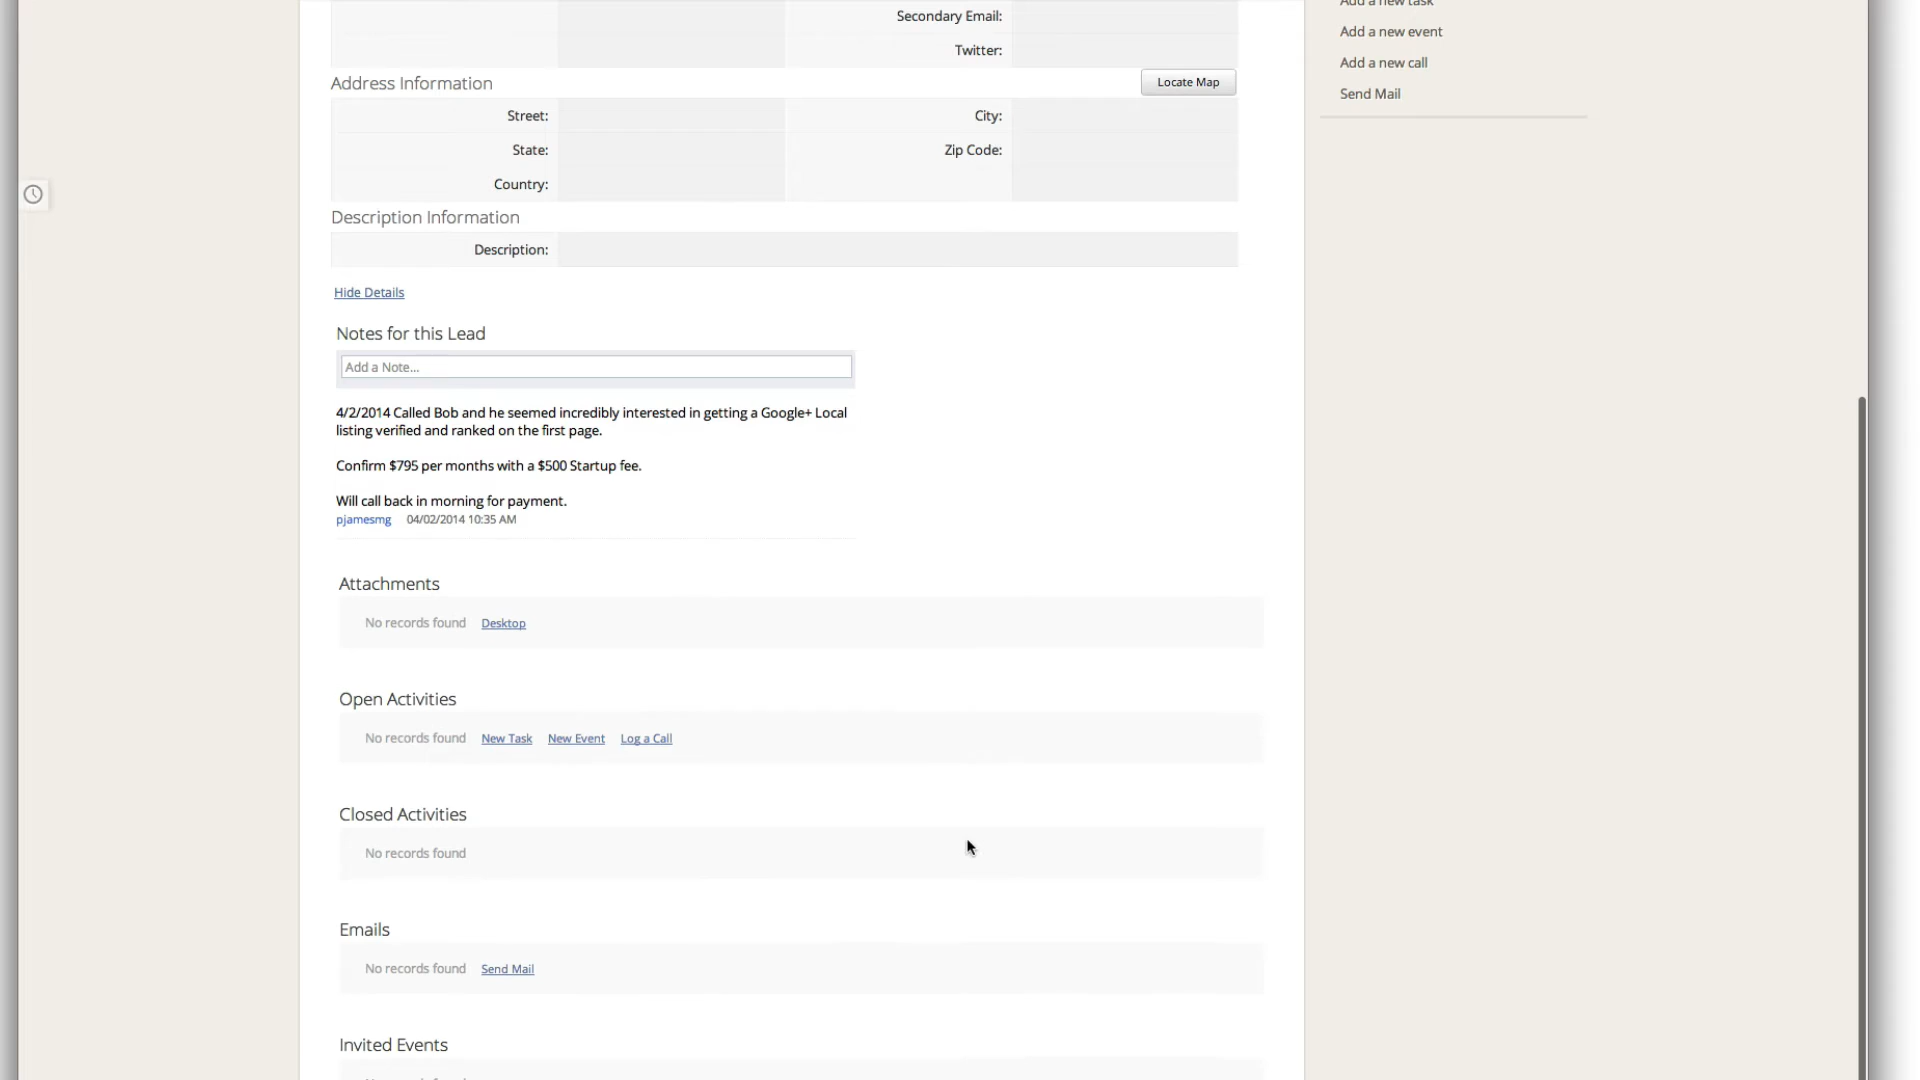 Add a new task
Secondary Email:
Add a new event
Twitter:
Add a new call
Address Information
Locate Map
Send Mail
Street:
City:
State:
Zip Code:
Country:
Description Information
Description:
Hide Details
Notes for this Lead
Add a Note...
4/2/2014 Called Bob and he seemed incredibly interested in getting a Google+ Local
listing verified and ranked on the first page.
Confirm $795 per months with a $500 Startup fee.
Will call back in morning for payment.
pjamesmg 04/02/2014 10:35 AM
Attachments
No records found Desktop
Open Activities
No records found New Task New Event Log a Call
Closed Activities
No records found
Emails
No records found Send Mail
Invited Events